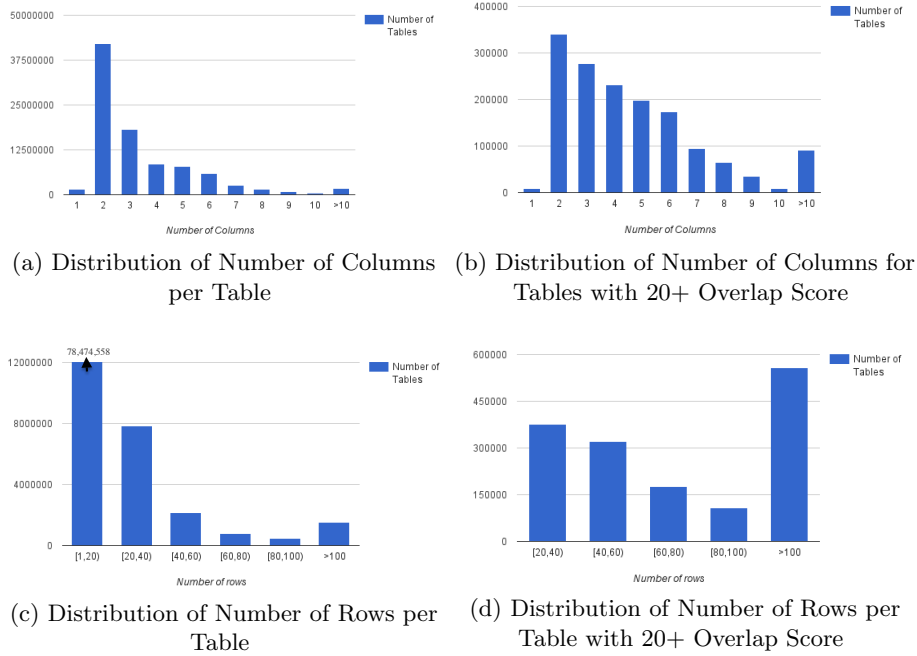 50000000
37500000
25000000
12500000
0
1 2 3 4 5 6 7 8 9 10 >10
Number of Columns
Number of
Tables
(a) Distribution of Number of Columns
per Table
400000
300000
200000
100000
0
1 2 3 4 5 6 7 8 9 10 >10
Number of Columns
Number of
Tables
(b) Distribution of Number of Columns for
Tables with 20+ Overlap Score
78,474,558
12000000
8000000
4000000
0
[1,20) [20,40) [40,60) [60,80) [80,100) >100
Number of rows
Number of
Tables
(c) Distribution of Number of Rows per
Table
600000
450000
300000
150000
0
[20,40) [40,60) [60,80) [80,100) >100
Number of rows
Number of
Tables
(d) Distribution of Number of Rows per
Table with 20+ Overlap Score